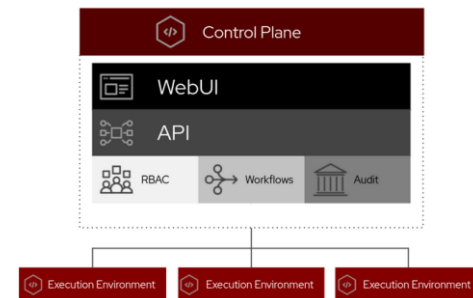 Control Plane
WebUI
API
RBAC
Workflows
Audit
Execution Environment
Execution Environment
Execution Environment